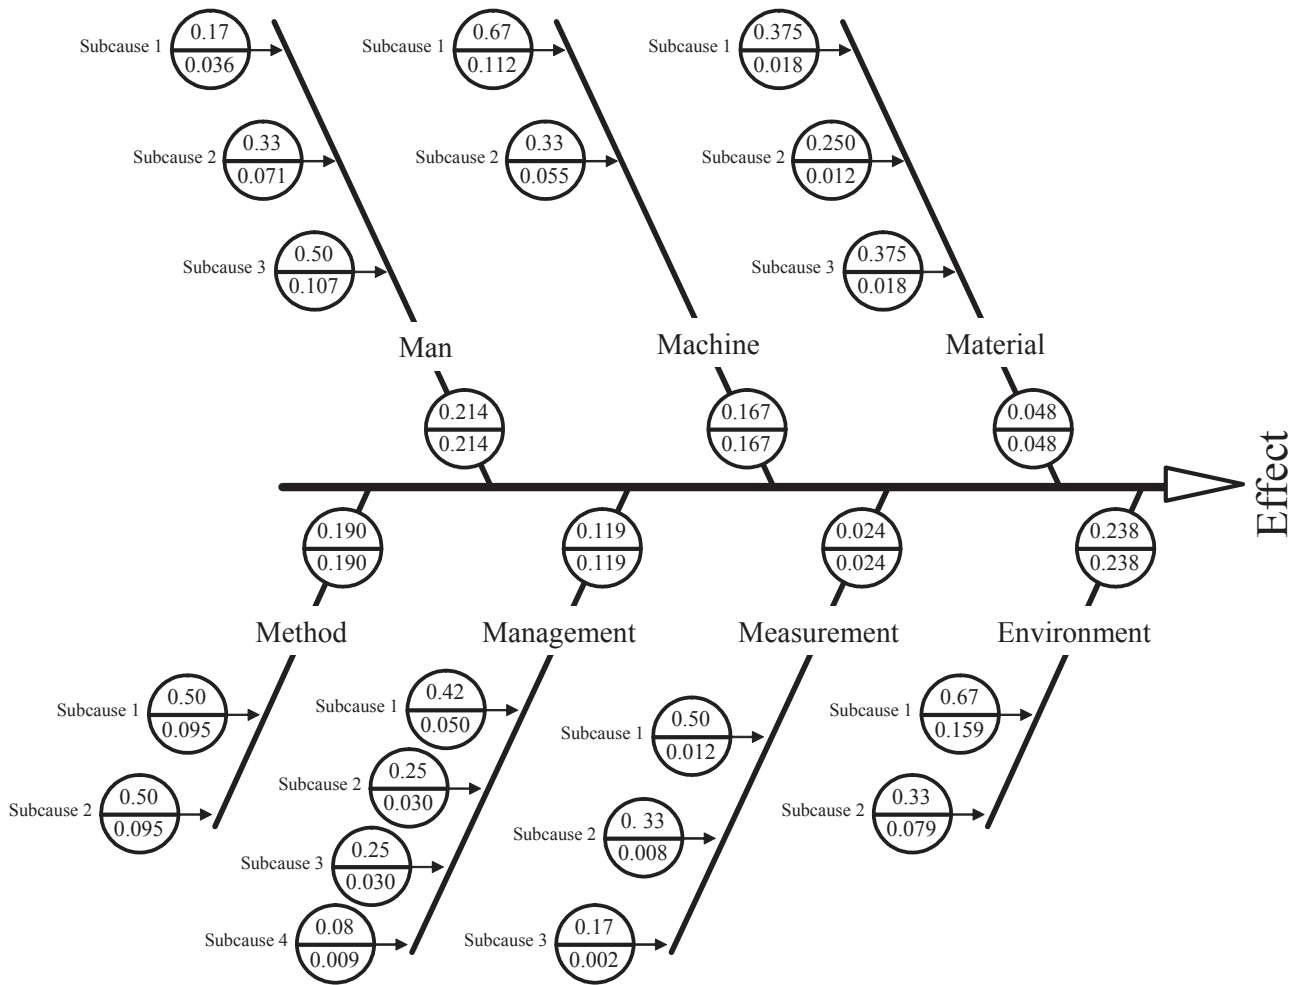 Subcause 1
0.17
0.036
Subcause 2
0.33
0.071
Subcause 3
0.50
0.107
Man
0.214
0.214
Subcause 1
0.67
0.112
Subcause 2
0.33
0.055
Machine
0.167
0.167
Subcause 1
0.375
0.018
Subcause 2
0.250
0.012
Subcause 3
0.375
0.018
Material
0.048
0.048
Effect
0.190
0.190
Method
Subcause 1
0.50
0.095
Subcause 2
0.50
0.095
0.119
0.119
Management
Subcause 1
0.42
0.050
Subcause 2
0.25
0.030
Subcause 3
0.25
0.030
Subcause 4
0.08
0.009
0.024
0.024
Measurement
Subcause 1
0.50
0.012
Subcause 2
0. 33
0.008
Subcause 3
0.17
0.002
0.238
0.238
Environment
Subcause 1
0.67
0.159
Subcause 2
0.33
0.079